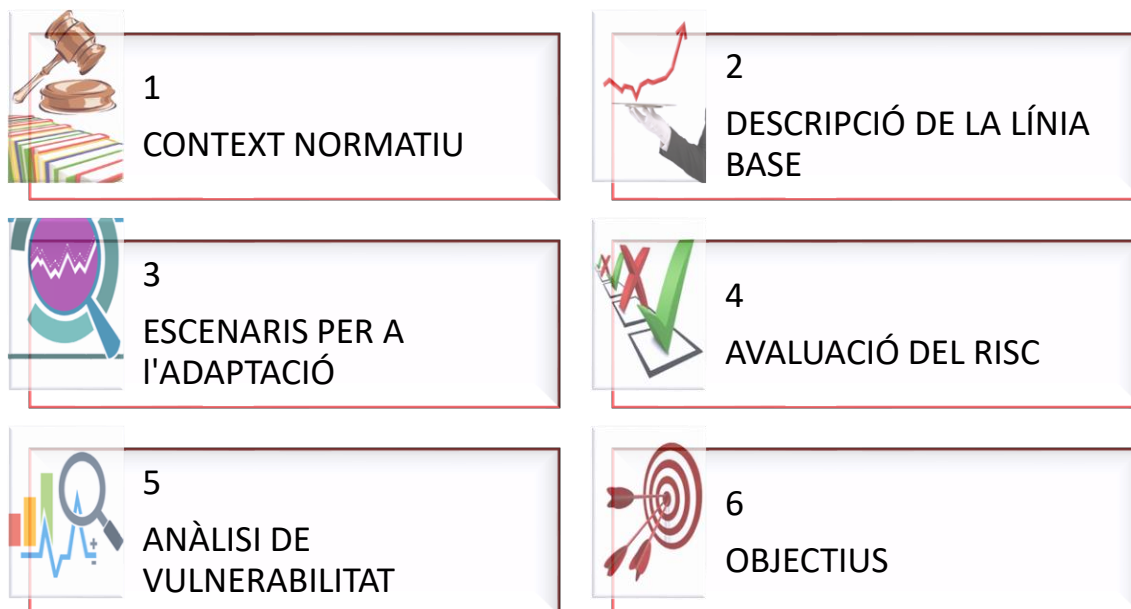 1
CONTEXT NORMATIU
2
DESCRIPCIÓ DE LA LÍNIA
BASE
3
ESCENARIS PER A
l'ADAPTACIÓ
4
AVALUACIÓ DEL RISC
5
ANÀLISI DE
VULNERABILITAT
6
OBJECTIUS